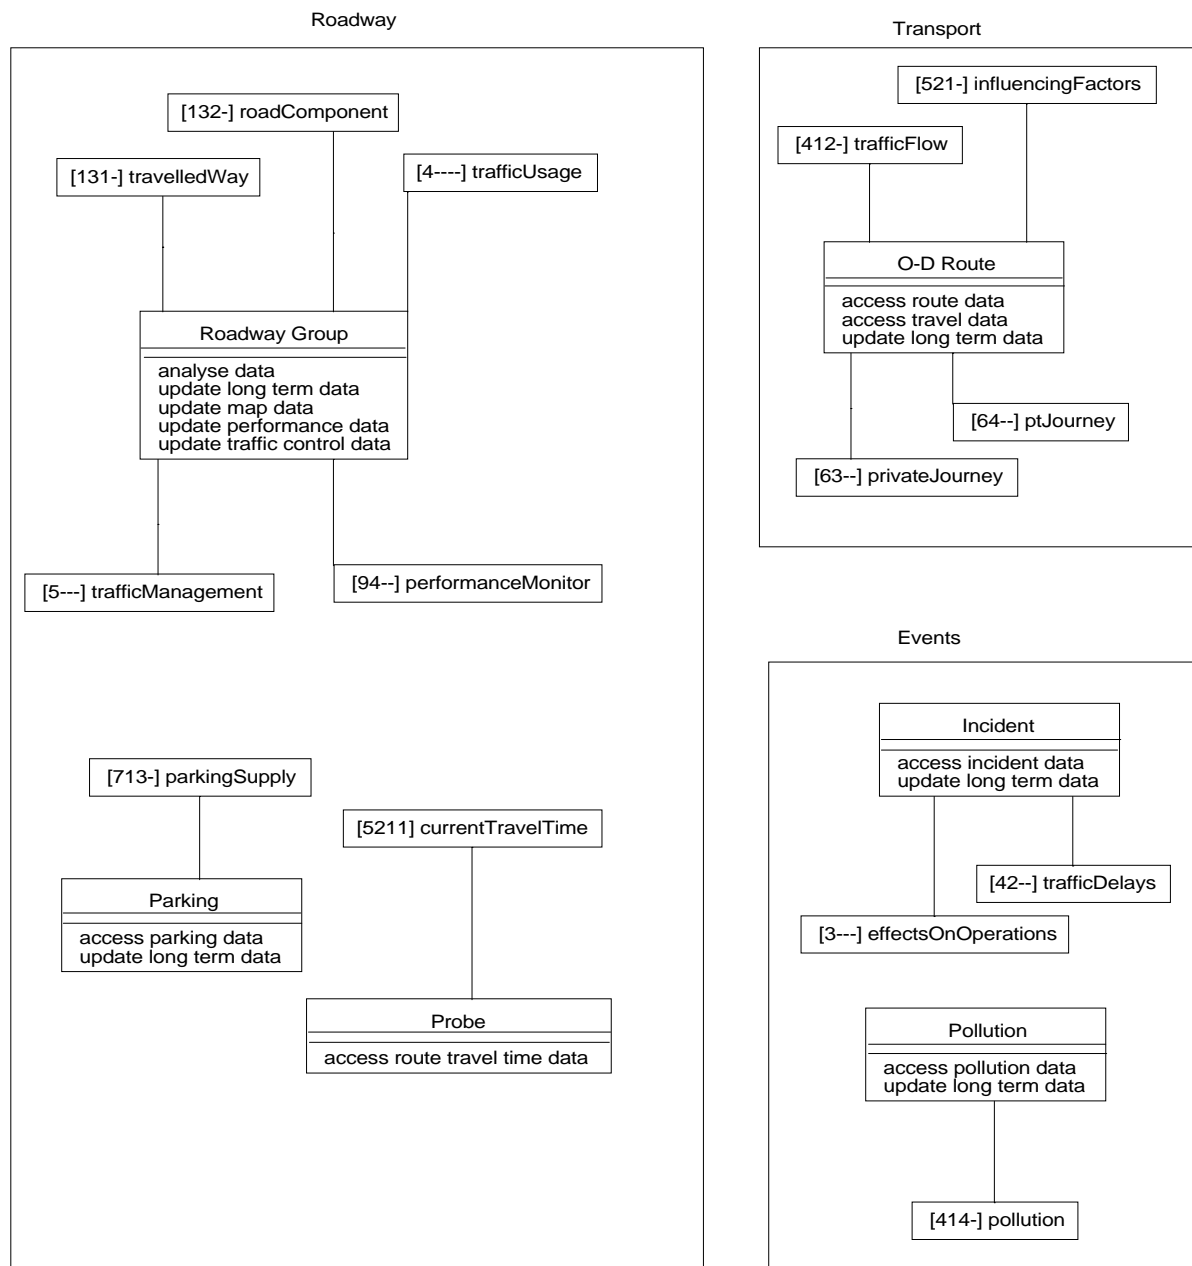 Roadway
[132-] roadComponent
[131-] travelledWay
[4----] trafficUsage
Roadway Group
analyse data
update long term data
update map data
update performance data
update traffic control data
[5---] trafficManagement
[94--] performanceMonitor
[713-] parkingSupply
[5211] currentTravelTime
Parking
access parking data
update long term data
Probe
access route travel time data
Transport
[521-] influencingFactors
[412-] trafficFlow
O-D Route
access route data
access travel data
update long term data
[64--] ptJourney
[63--] privateJourney
Events
Incident
access incident data
update long term data
[42--] trafficDelays
[3---] effectsOnOperations
Pollution
access pollution data
update long term data
[414-] pollution